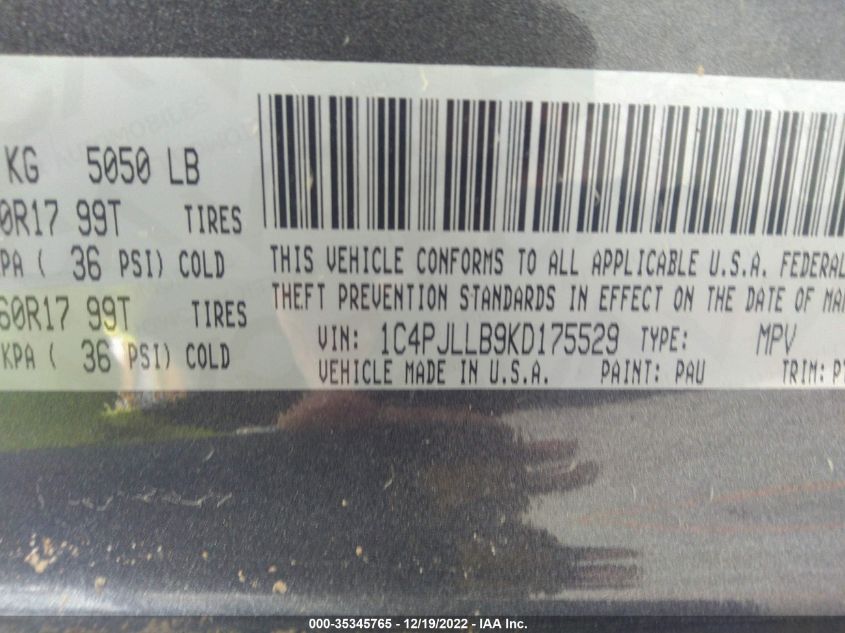 KG 5050 LB
0R17 99T TIRES
KPA ( 36 PSI) COLD
60R17 99T TIRES
KPA ( 36 PSI) COLD
THIS VEHICLE CONFORMS TO ALL APPLICABLE U.S.A. FEDERAL
THEFT PREVENTION STANDARDS IN EFFECT ON THE DATE OF MA
VIN: 1C4PJLLB9KD175529 TYPE: MPV
VEHICLE MADE IN U.S.A. PAINT: PAU TRIM: P
000-35345765 - 12/19/2022 - IAA Inc.